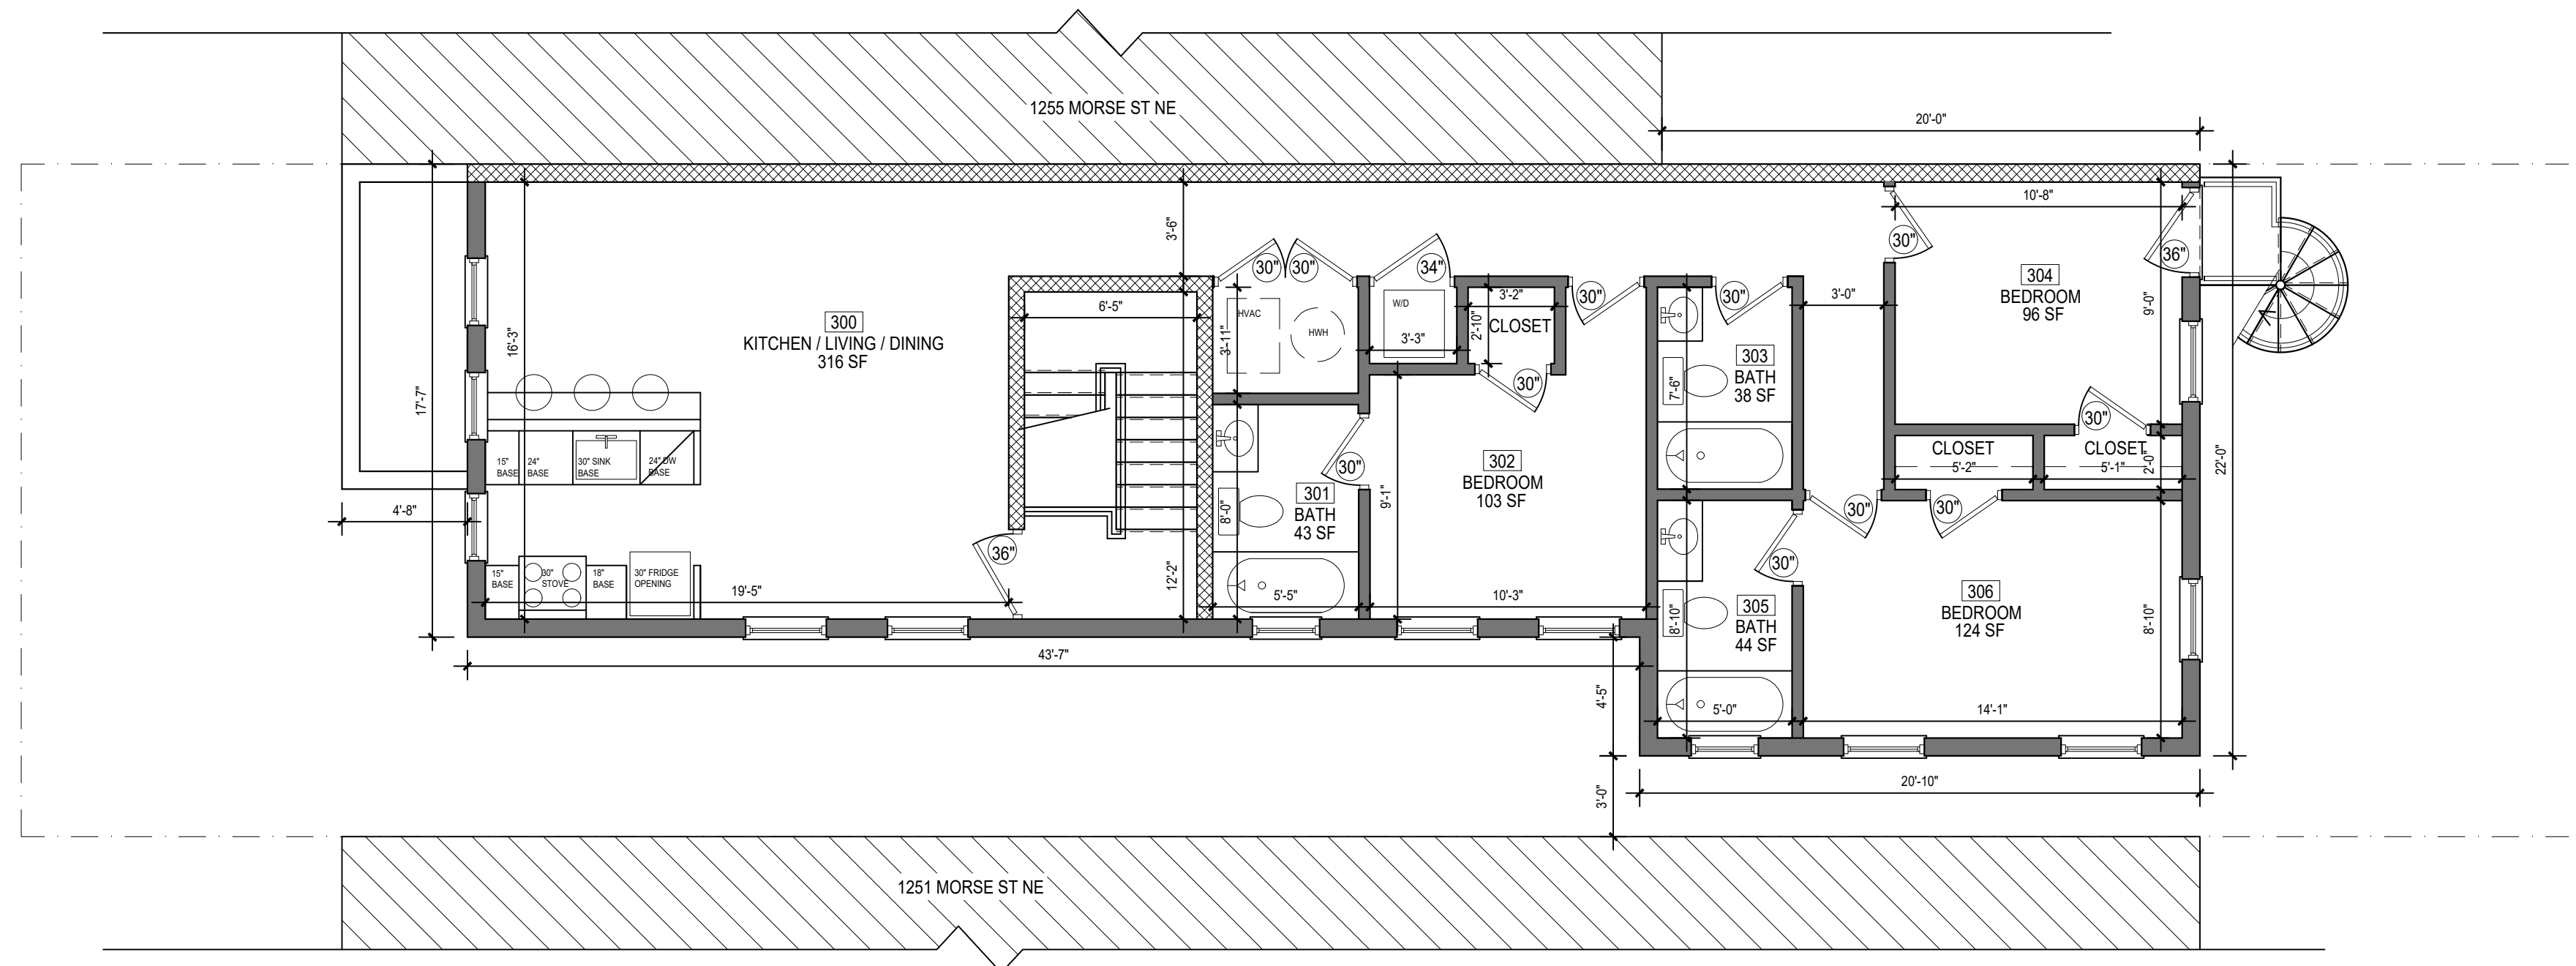 1255 MORSE ST NE
20'-0"
10'-8"
3'-6"
30"
36"
30"
30"
34"
304
BEDROOM
96 SF
9'-0"
6'-5"
HVAC
HWH
W/D
3'-2"
30"
30"
3'-0"
300
KITCHEN / LIVING / DINING
316 SF
16'-3"
3'-11"
3'-3"
2'-10"
CLOSET
303
BATH
38 SF
7'-6"
17'-7"
30"
30"
CLOSET
5'-2"
CLOSET
5'-1"
2'-0"
22'-0"
15"
BASE
24"
BASE
30" SINK
BASE
24" DW
BASE
30"
302
BEDROOM
103 SF
9'-1"
301
BATH
43 SF
8'-0"
4'-8"
30"
30"
36"
30"
15"
BASE
30"
STOVE
18"
BASE
30" FRIDGE
OPENING
19'-5"
12'-2"
5'-5"
10'-3"
305
BATH
44 SF
8'-10"
306
BEDROOM
124 SF
8'-10"
43'-7"
4'-5"
5'-0"
14'-1"
20'-10"
3'-0"
1251 MORSE ST NE